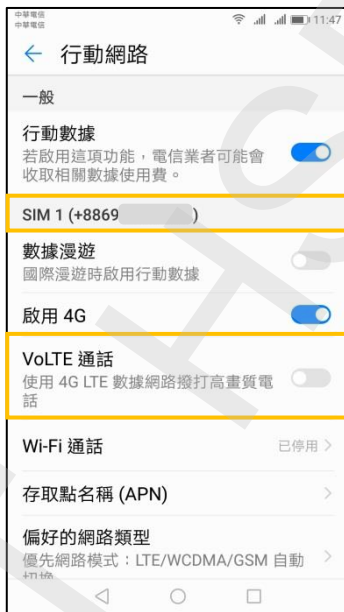 中華電信
中華電信
11:47
← 行動網路
一般
行動數據
若啟用這項功能，電信業者可能會
收取相關數據使用費。
SIM 1 (+8869 )
數據漫遊
國際漫遊時啟用行動數據
啟用 4G
VoLTE 通話
使用 4G LTE 數據網路撥打高畫質電
話
Wi-Fi 通話 已停用 >
存取點名稱 (APN) >
偏好的網路類型
優先網路模式：LTE/WCDMA/GSM 自動 >
切換